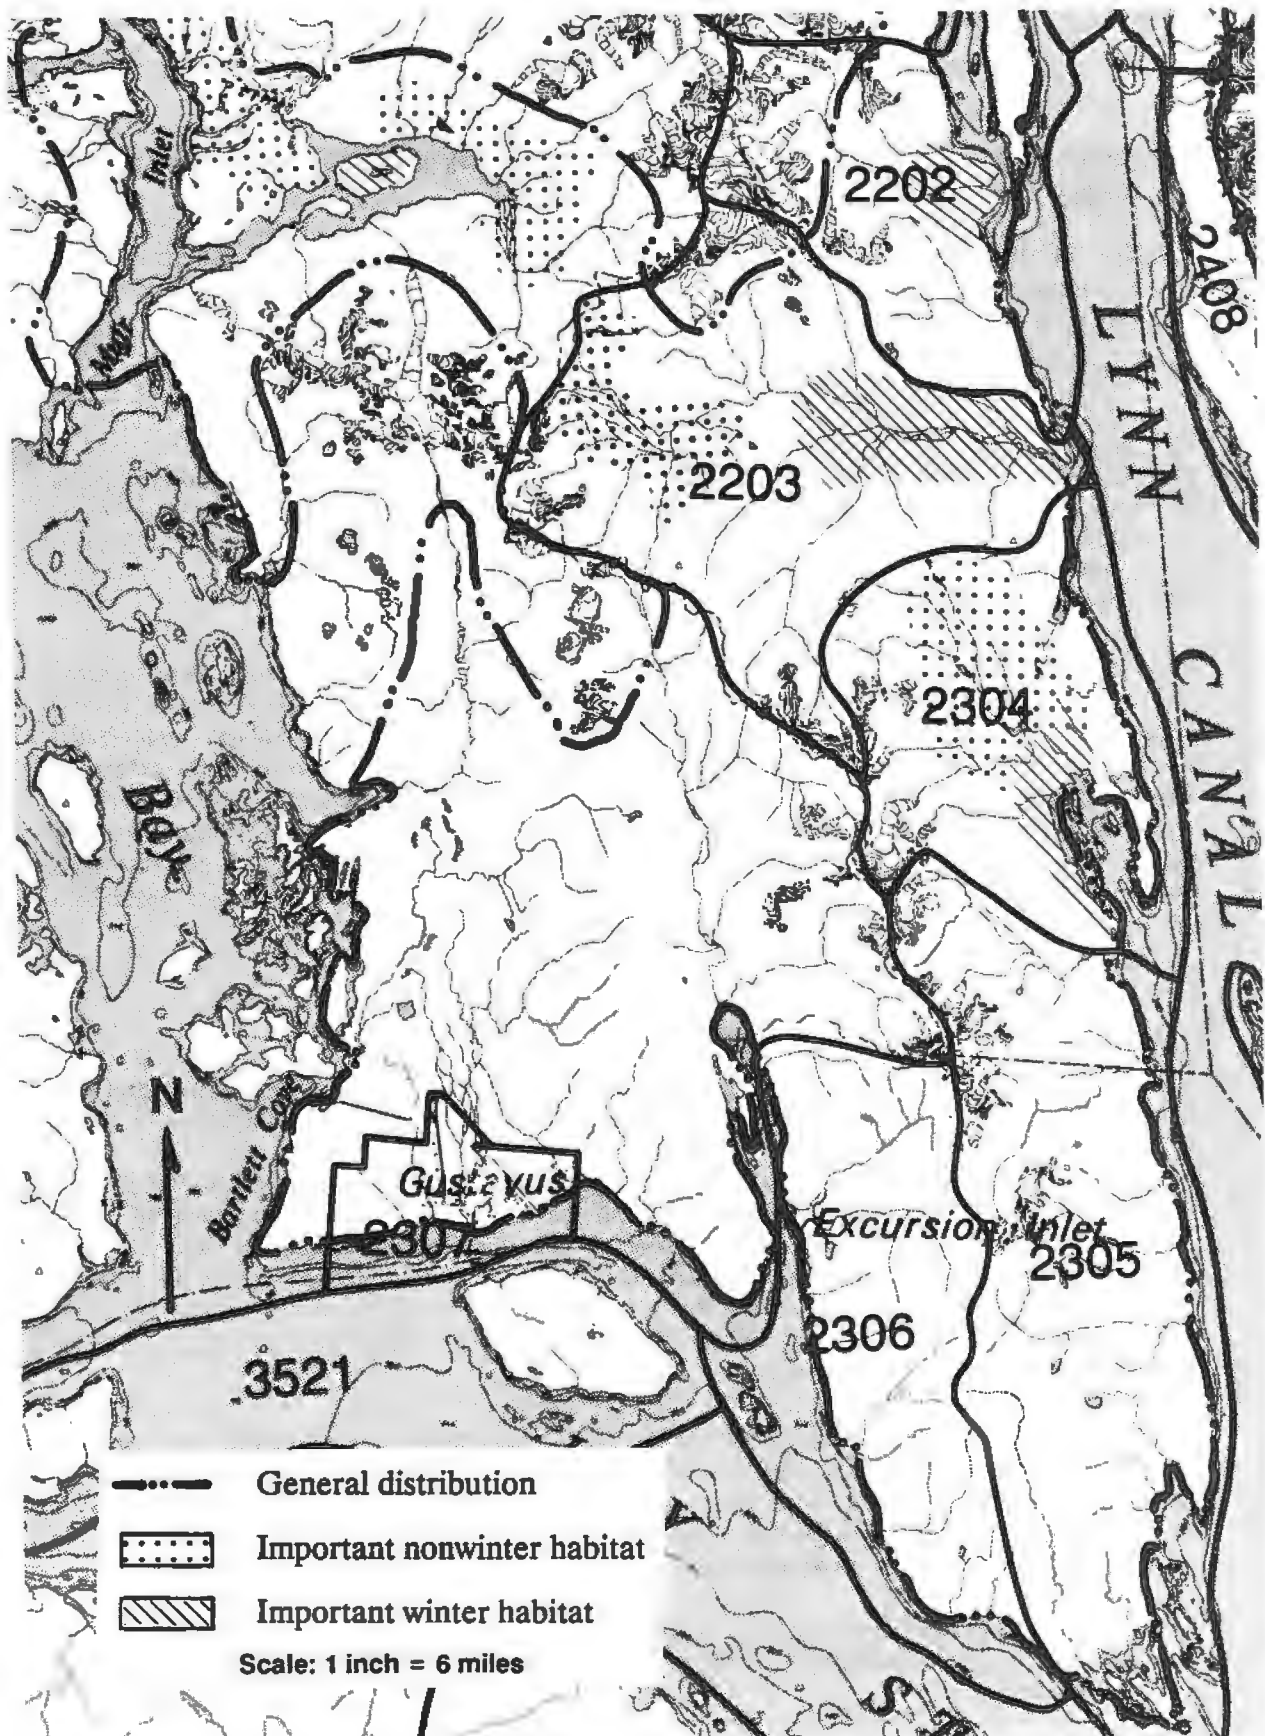 Inlet
2202
2408
Muir
LYNN
2203
CANAL
2304
Bay
N
Bartlett Cove
Gustavus
2307
Excursion Inlet
2305
2306
3521
General distribution
Important nonwinter habitat
Important winter habitat
Scale: 1 inch = 6 miles
S